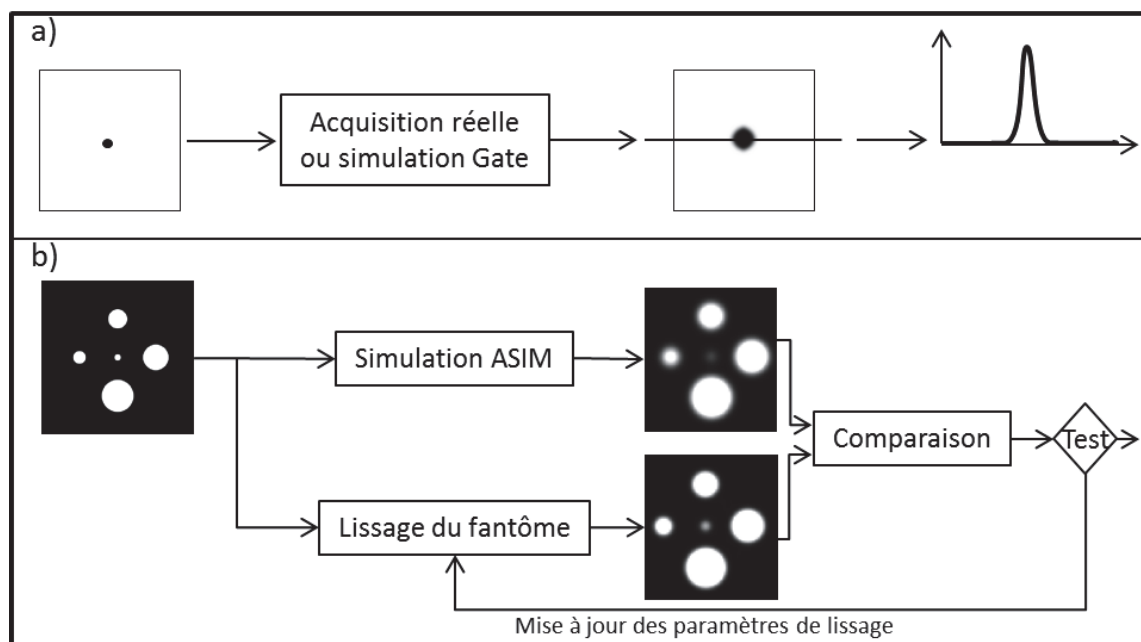 a)
Acquisition réelle
ou simulation Gate
b)
Simulation ASIM
Comparaison
Test
Lissage du fantôme
Mise à jour des paramètres de lissage